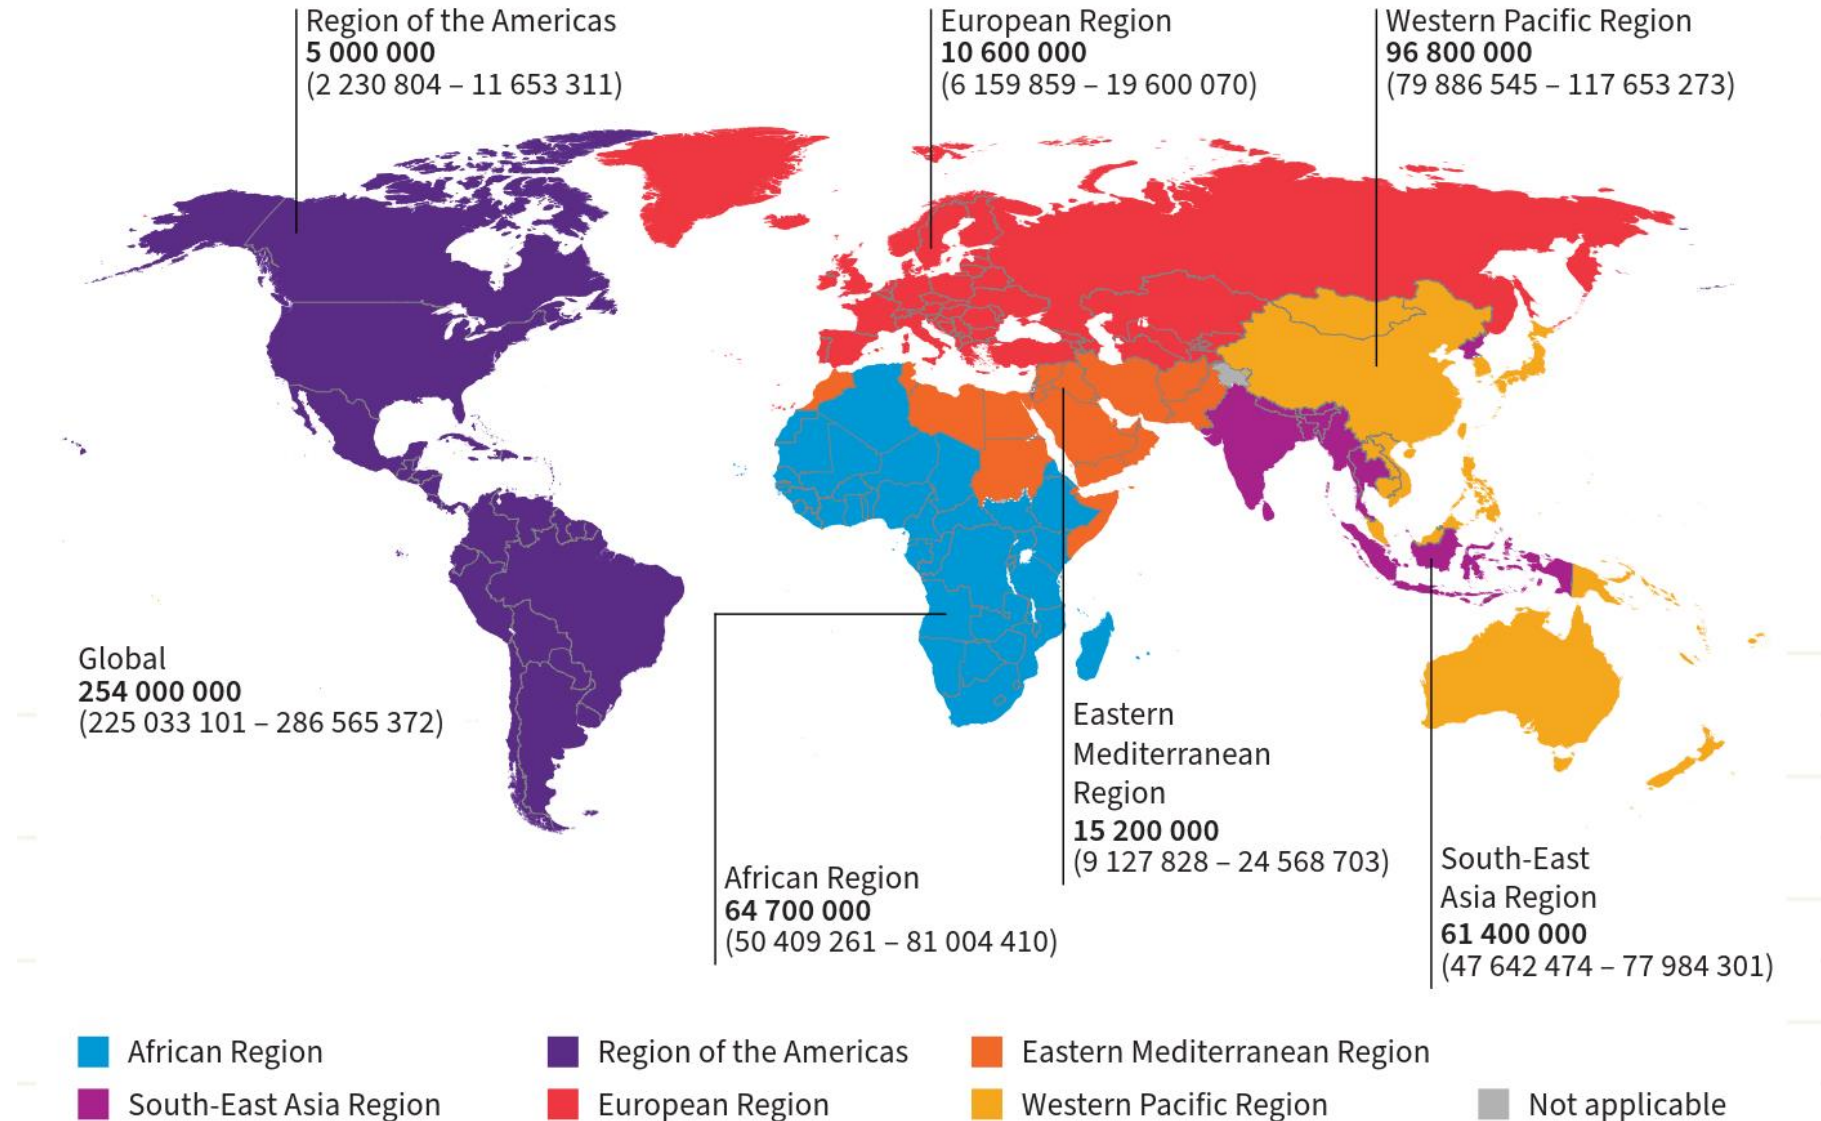 Region of the Americas
5 000 000
(2 230 804 – 11 653 311)
European Region
10 600 000
(6 159 859 – 19 600 070)
Western Pacific Region
96 800 000
(79 886 545 – 117 653 273)
Global
254 000 000
(225 033 101 – 286 565 372)
African Region
64 700 000
(50 409 261 – 81 004 410)
Eastern
Mediterranean
Region
15 200 000
(9 127 828 – 24 568 703)
South-East
Asia Region
61 400 000
(47 642 474 – 77 984 301)
African Region
Region of the Americas
Eastern Mediterranean Region
South-East Asia Region
European Region
Western Pacific Region
Not applicable